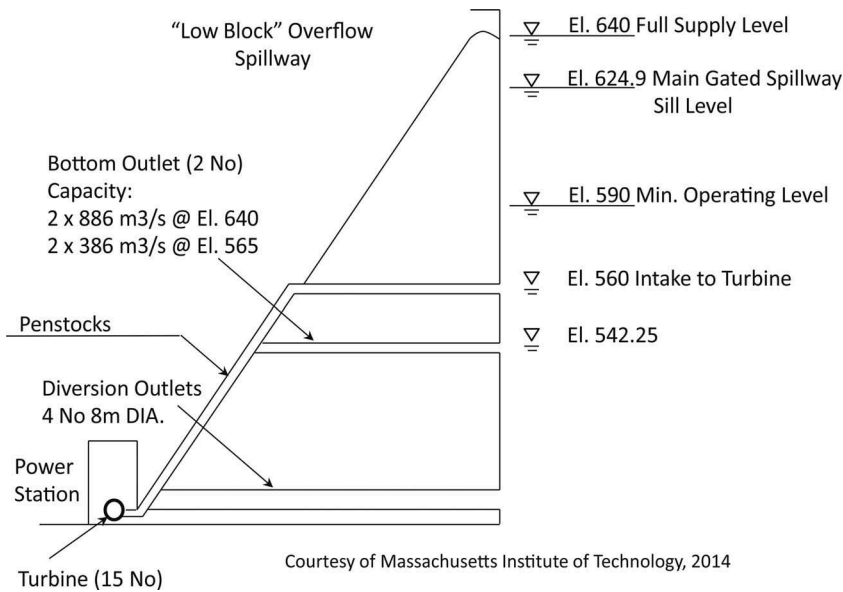 “Low Block” Overflow
Spillway
El. 640 Full Supply Level
El. 624.9 Main Gated Spillway
Sill Level
Bottom Outlet (2 No)
Capacity:
2 x 886 m3/s @ El. 640
2 x 386 m3/s @ El. 565
El. 590 Min. Operating Level
El. 560 Intake to Turbine
Penstocks
El. 542.25
Diversion Outlets
4 No 8m DIA.
Power
Station
Turbine (15 No)
Courtesy of Massachusetts Institute of Technology, 2014